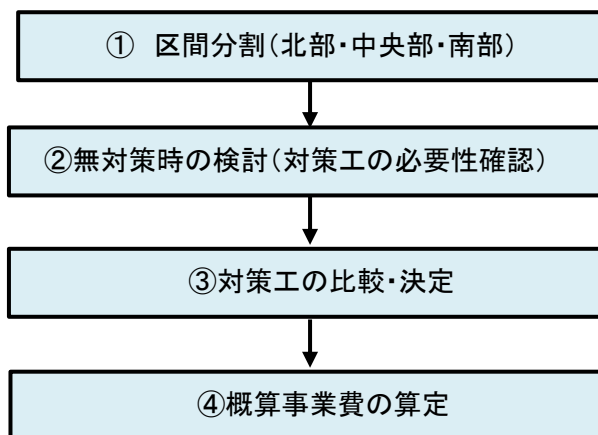 ① 区間分割(北部・中央部・南部)
②無対策時の検討(対策工の必要性確認)
③対策工の比較・決定
④概算事業費の算定